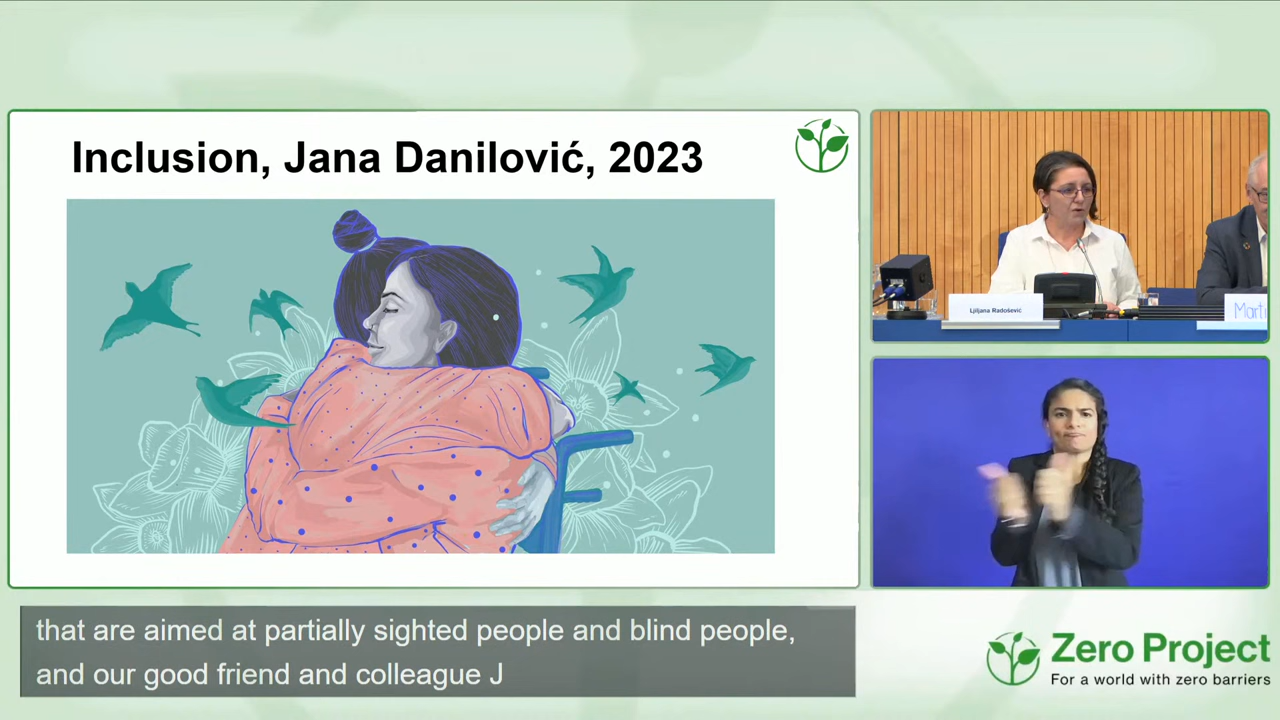 Inclusion, Jana Danilović, 2023
Ljiljana Radošević
Mart
that are aimed at partially sighted people and blind people,
and our good friend and colleague J
Zero Project
For a world with zero barriers